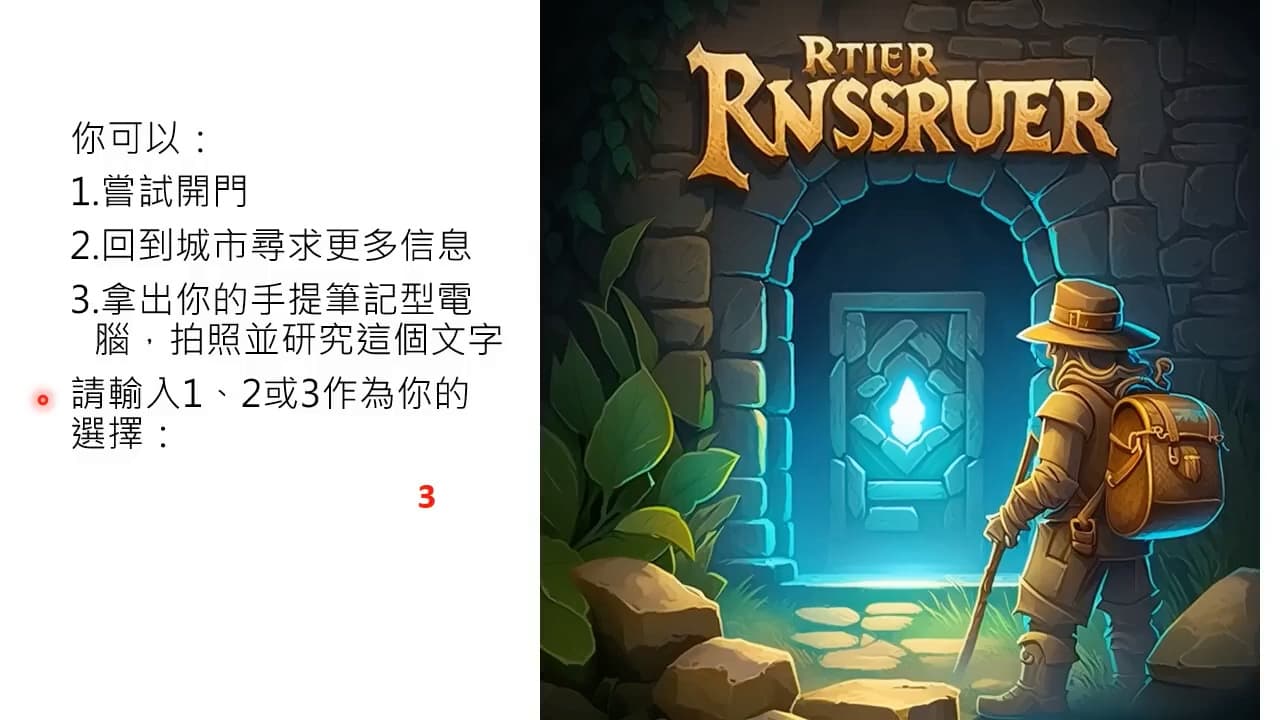 你可以：
1.嘗試開門
2.回到城市尋求更多信息
3.拿出你的手提筆記型電
腦，拍照並研究這個文字
請輸入1、2或3作為你的
選擇：
3
RTIER
RNSSRUER